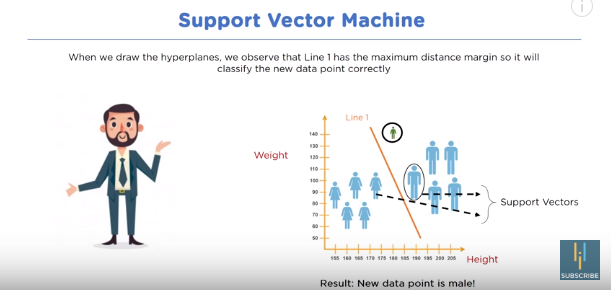 Support Vector Machine
When we draw the hyperplanes, we observe that Line 1 has the maximum distance margin so it will
classify the new data point correctly
Line 1
Weight
140
130
120
110
100
90
80
70
60
50
155 160 165 170 175 180 185 190 195 200 205
Height
Support Vectors
SUBSCRIBE
Result: New data point is male!